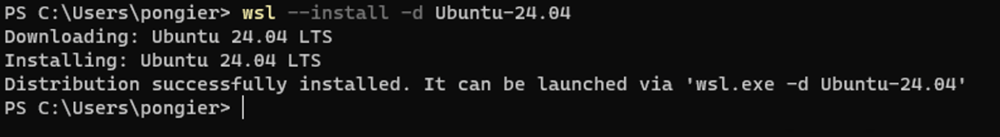 PS C:\Users\pongier> wsl --install -d Ubuntu-24.04
Downloading: Ubuntu 24.04 LTS
Installing: Ubuntu 24.04 LTS
Distribution successfully installed. It can be launched via 'wsl.exe -d Ubuntu-24.04'
PS C:\Users\pongier>